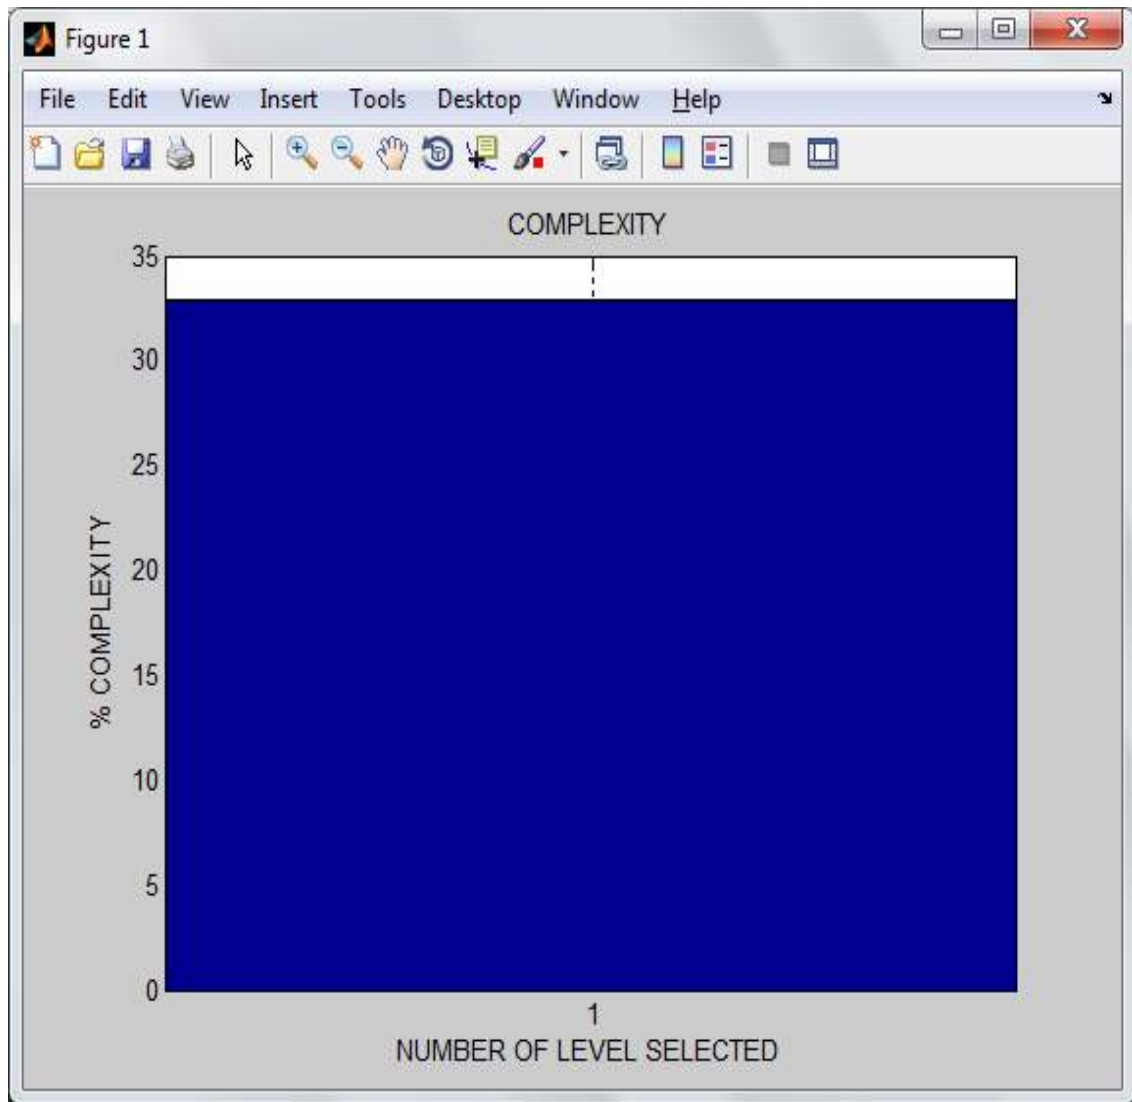 Figure 1
File Edit View Insert Tools Desktop Window Help
COMPLEXITY
35
30
25
20
15
10
5
0
% COMPLEXITY
1
NUMBER OF LEVEL SELECTED